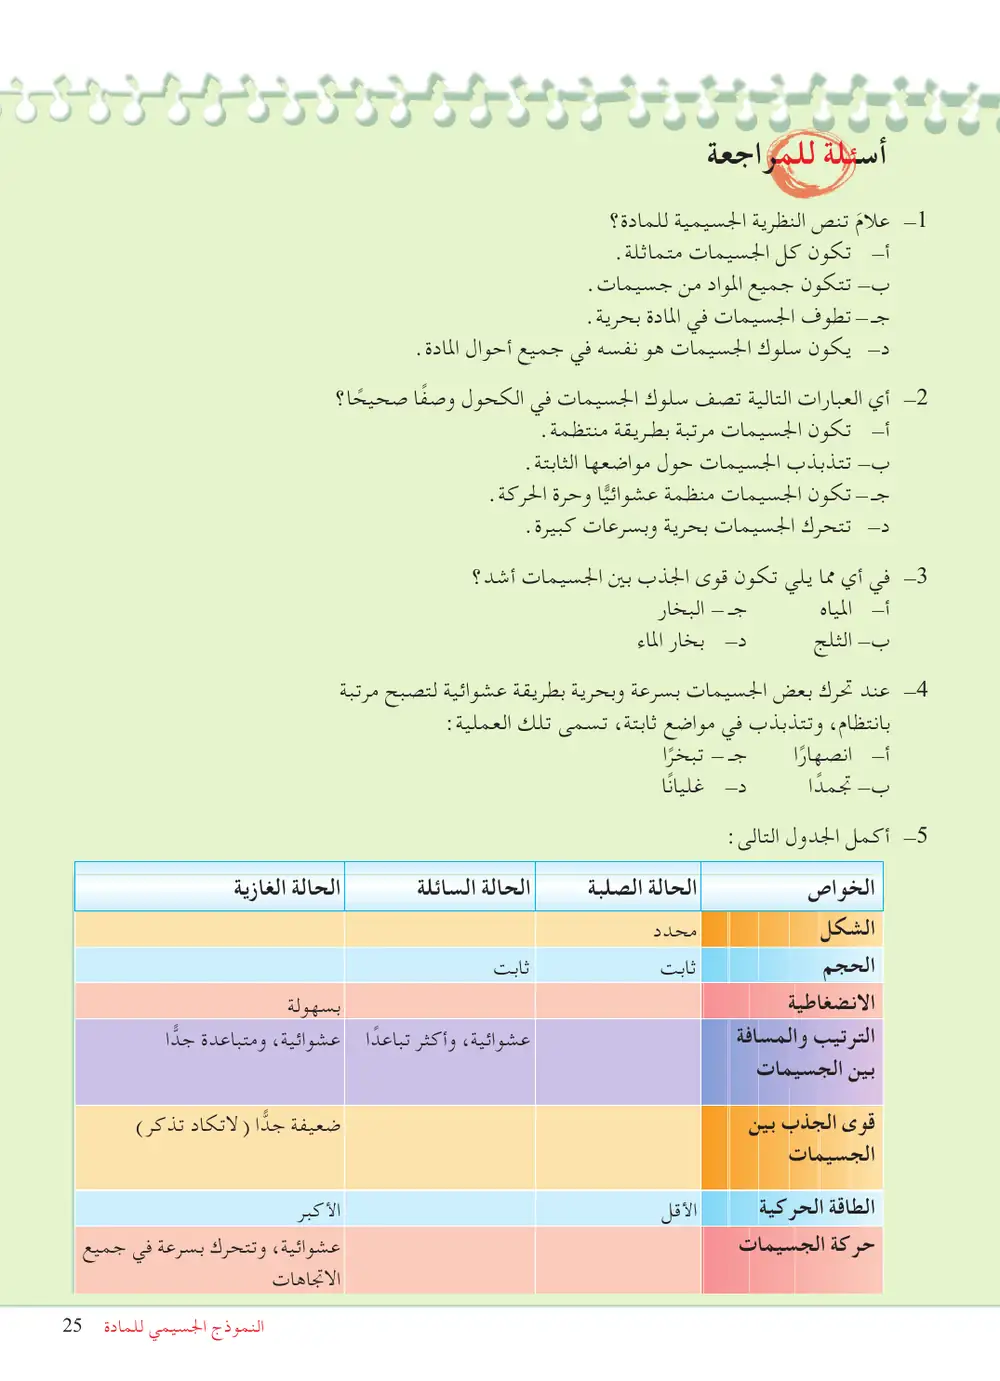 أسئلة للمراجعة
1– علامَ تنص النظرية الجسيمية للمادة؟
أ– تكون كل الجسيمات متماثلة.
ب– تتكون جميع المواد من جسيمات.
جـ– تطوف الجسيمات في المادة بحرية.
د– يكون سلوك الجسيمات هو نفسه في جميع أحوال المادة.
2– أي العبارات التالية تصف سلوك الجسيمات في الكحول وصفًا صحيحًا؟
أ– تكون الجسيمات مرتبة بطريقة منتظمة.
ب– تتذبذب الجسيمات حول مواضعها الثابتة.
جـ– تكون الجسيمات منظمة عشوائيًّا وحرة الحركة.
د– تتحرك الجسيمات بحرية وبسرعات كبيرة.
3– في أي مما يلي تكون قوى الجذب بين الجسيمات أشد؟
أ– المياه جـ– البخار
ب– الثلج د– بخار الماء
4– عند تحرك بعض الجسيمات بسرعة وبحرية بطريقة عشوائية لتصبح مرتبة
بانتظام، وتتذبذب في مواضع ثابتة، تسمى تلك العملية:
أ– انصهارًا جـ– تبخرًا
ب– تجمدًا د– غليانًا
5– أكمل الجدول التالى:
الخواص الحالة الصلبة الحالة السائلة الحالة الغازية
الشكل محدد
الحجم ثابت ثابت
الانضغاطية بسهولة
الترتيب والمسافة عشوائية، وأكثر تباعدًا عشوائية، ومتباعدة جدًّا
بين الجسيمات
قوى الجذب بين ضعيفة جدًّا (لاتكاد تذكر)
الجسيمات
الطاقة الحركية الأقل الأكبر
حركة الجسيمات عشوائية، وتتحرك بسرعة في جميع
الاتجاهات
النموذج الجسيمي للمادة 25